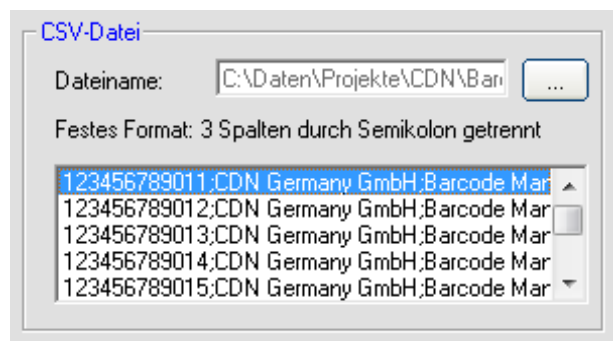 CSV-Datei
Dateiname: C:\Daten\Projekte\CDN\Bar ...
Festes Format: 3 Spalten durch Semikolon getrennt
123456789011;CDN Germany GmbH;Barcode Mar
123456789012;CDN Germany GmbH;Barcode Mar
123456789013;CDN Germany GmbH;Barcode Mar
123456789014;CDN Germany GmbH;Barcode Mar
123456789015;CDN Germany GmbH;Barcode Mar